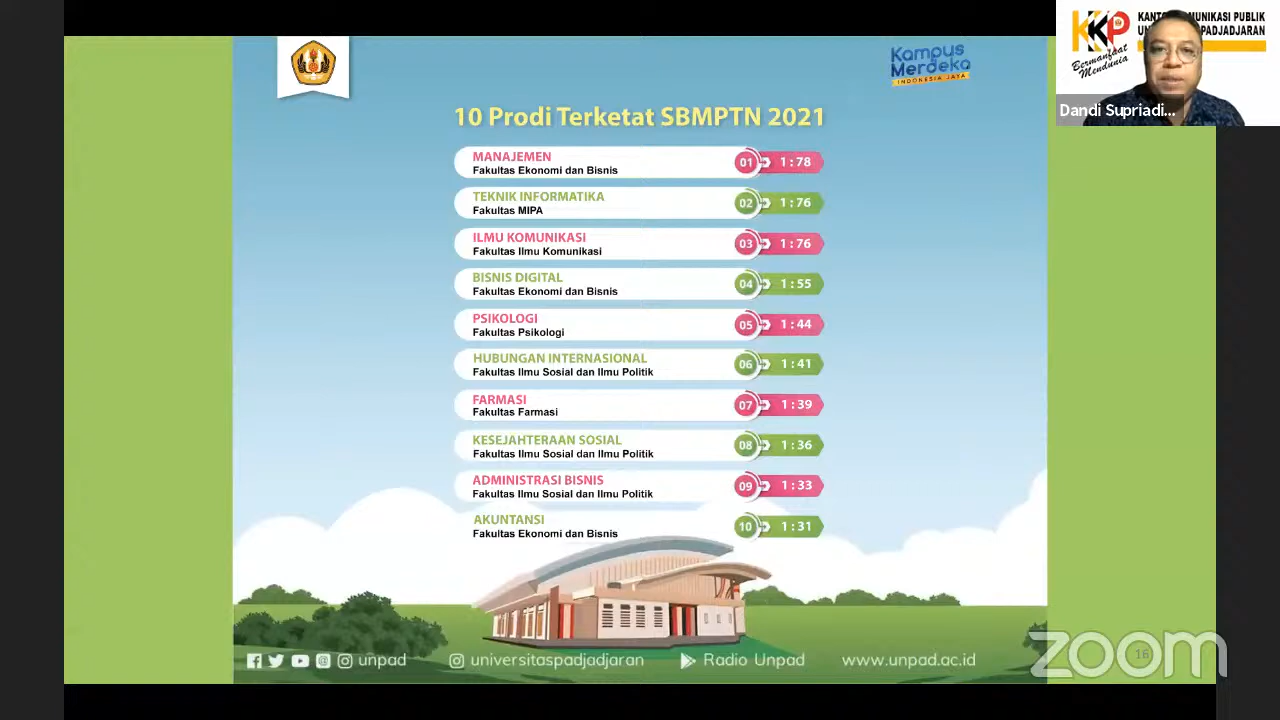 Kampus
Merdeka
INDONESIA JAYA
KKP
KOMUNIKASI PUBLIK
PADJADJARAN
Bermanfaat
Mendunia
Dandi Supriadi...
10 Prodi Terketat SBMPTN 2021
MANAJEMEN
Fakultas Ekonomi dan Bisnis
01 1 : 78
TEKNIK INFORMATIKA
Fakultas MIPA
02 1 : 76
ILMU KOMUNIKASI
Fakultas Ilmu Komunikasi
03 1 : 76
BISNIS DIGITAL
Fakultas Ekonomi dan Bisnis
04 1 : 55
PSIKOLOGI
Fakultas Psikologi
05 1 : 44
HUBUNGAN INTERNASIONAL
Fakultas Ilmu Sosial dan Ilmu Politik
06 1 : 41
FARMASI
Fakultas Farmasi
07 1 : 39
KESEJAHTERAAN SOSIAL
Fakultas Ilmu Sosial dan Ilmu Politik
08 1 : 36
ADMINISTRASI BISNIS
Fakultas Ilmu Sosial dan Ilmu Politik
09 1 : 33
AKUNTANSI
Fakultas Ekonomi dan Bisnis
10 1 : 31
unpad universitaspadjadjaran Radio Unpad www.unpad.ac.id
16
zoom